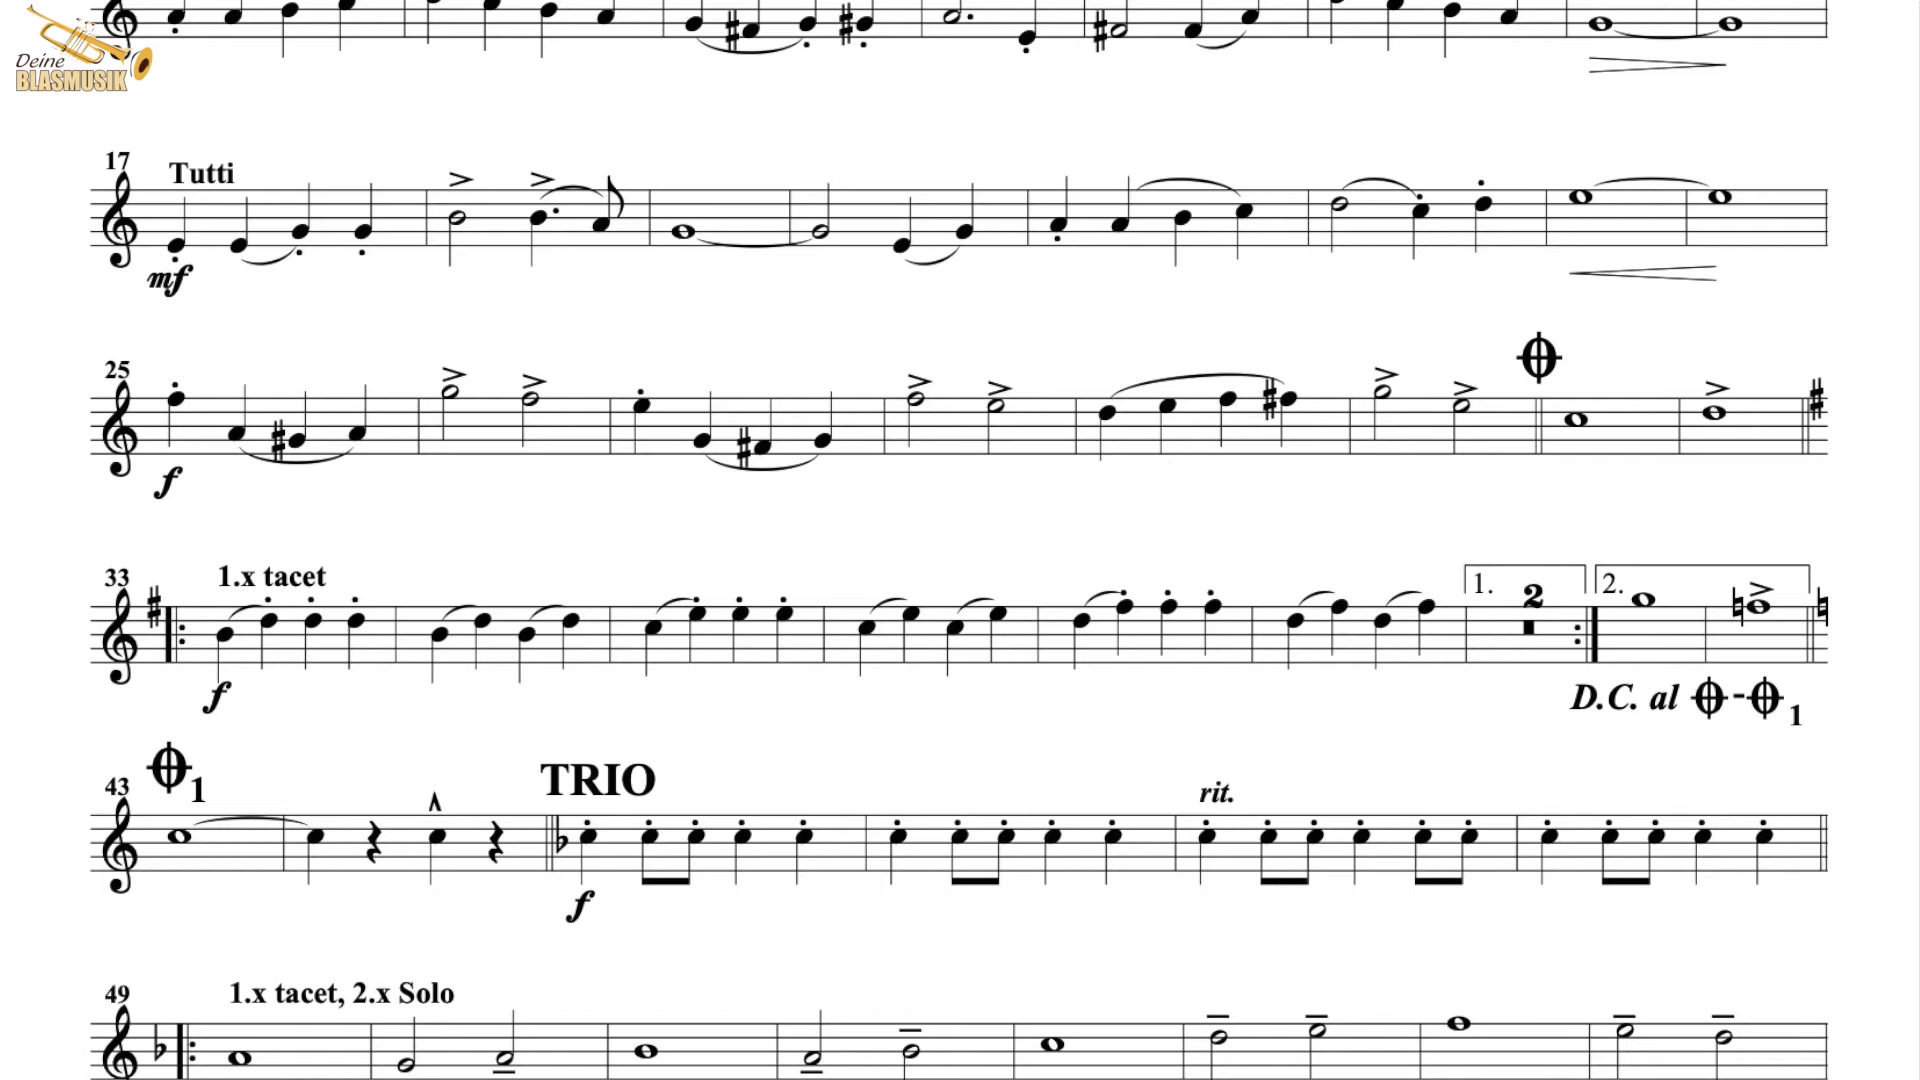 Deine
BLASMUSIK
17
Tutti
mf
25
f
33
1.x tacet
1.
2
2.
f
D.C. al 1
43
1
TRIO
rit.
f
49
1.x tacet, 2.x Solo